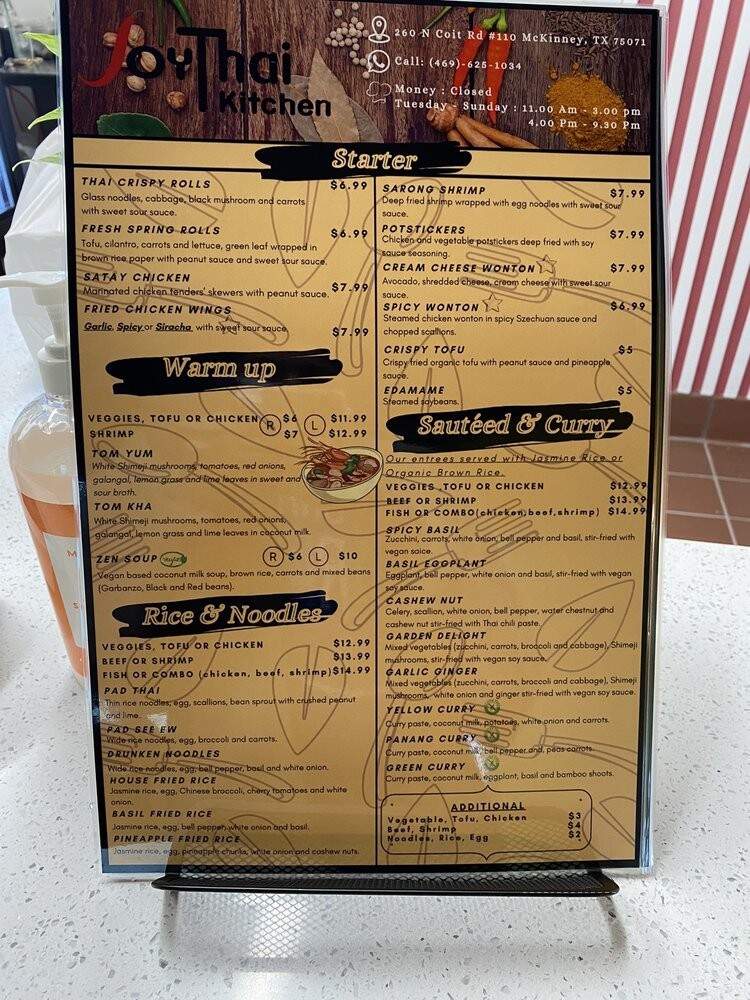 Joy Thai
Kitchen
260 N Coit Rd #110 McKinney, TX 75071
Call: (469)-625-1034
Money : Closed
Tuesday - Sunday : 11.00 Am - 3.00 pm
4.00 Pm - 9.30 Pm
Starter
THAI CRISPY ROLLS $6.99
Glass noodles, cabbage, black mushroom and carrots
with sweet sour sauce.
FRESH SPRING ROLLS $6.99
Tofu, cilantro, carrots and lettuce, green leaf wrapped in
brown rice paper with peanut sauce and sweet sour sauce.
SATAY CHICKEN
Marinated chicken tenders' skewers with peanut sauce. $7.99
FRIED CHICKEN WINGS
Garlic, Spicy or Siracha, with sweet sour sauce $7.99
Warm up
VEGGIES, TOFU OR CHICKEN R $6 L $11.99
SHRIMP $7 $12.99
TOM YUM
White Shimeji mushrooms, tomatoes, red onions,
galangal, lemon grass and lime leaves in sweet and
sour broth.
TOM KHA
White Shimeji mushrooms, tomatoes, red onions,
galangal, lemon grass and lime leaves in coconut milk.
ZEN SOUP R $6 L $10
Vegan based coconut milk soup, brown rice, carrots and mixed beans
(Garbanzo, Black and Red beans).
Rice & Noodles
VEGGIES, TOFU OR CHICKEN $12.99
BEEF OR SHRIMP $13.99
FISH OR COMBO (chicken, beef, shrimp) $14.99
PAD THAI
Thin rice noodles, egg, scallions, bean sprout with crushed peanut
and lime.
PAD SEE EW
Wide rice noodles, egg, broccoli and carrots.
DRUNKEN NOODLES
Wide rice noodles, egg, bell pepper, basil and white onion.
HOUSE FRIED RICE
Jasmine rice, egg, Chinese broccoli, cherry tomatoes and white
onion.
BASIL FRIED RICE
Jasmine rice, egg, bell pepper, white onion and basil.
PINEAPPLE FRIED RICE
Jasmine rice, egg, pineapple chunks, white onion and cashew nuts.
SARONG SHRIMP $7.99
Deep fried shrimp wrapped with egg noodles with sweet sour
sauce.
POTSTICKERS $7.99
Chicken and vegetable potstickers deep fried with soy
sauce seasoning.
CREAM CHEESE WONTON $7.99
Avocado, shredded cheese, cream cheese with sweet sour
sauce.
SPICY WONTON $6.99
Steamed chicken wonton in spicy Szechuan sauce and
chopped scallions.
CRISPY TOFU $5
Crispy fried organic tofu with peanut sauce and pineapple
sauce.
EDAMAME $5
Steamed soybeans.
Sautéed & Curry
Our entrees served with Jasmine Rice or
Organic Brown Rice.
VEGGIES ,TOFU OR CHICKEN $12.99
BEEF OR SHRIMP $13.99
FISH OR COMBO(chicken,beef,shrimp) $14.99
SPICY BASIL
Zucchini, carrots, white onion, bell pepper and basil, stir-fried with
vegan saice.
BASIL EGGPLANT
Eggplant, bell pepper, white onion and basil, stir-fried with vegan
soy sauce.
CASHEW NUT
Celery, scallion, white onion, bell pepper, water chestnut and
cashew nut stir-fried with Thai chili paste.
GARDEN DELIGHT
Mixed vegetables (zucchini, carrots, broccoli and cabbage), Shimeji
mushrooms, stir-fried with vegan soy sauce.
GARLIC GINGER
Mixed vegetables (zucchini, carrots, broccoli and cabbage), Shimeji
mushrooms, white onion and ginger stir-fried with vegan soy sauce.
YELLOW CURRY
Curry paste, coconut milk, potatoes, white onion and carrots.
PANANG CURRY
Curry paste, coconut milk, bell pepper and, peas carrots.
GREEN CURRY
Curry paste, coconut milk, eggplant, basil and bamboo shoots.
ADDITIONAL
Vegetable, Tofu, Chicken $3
Beef, Shrimp $4
Noodles, Rice, Egg $2